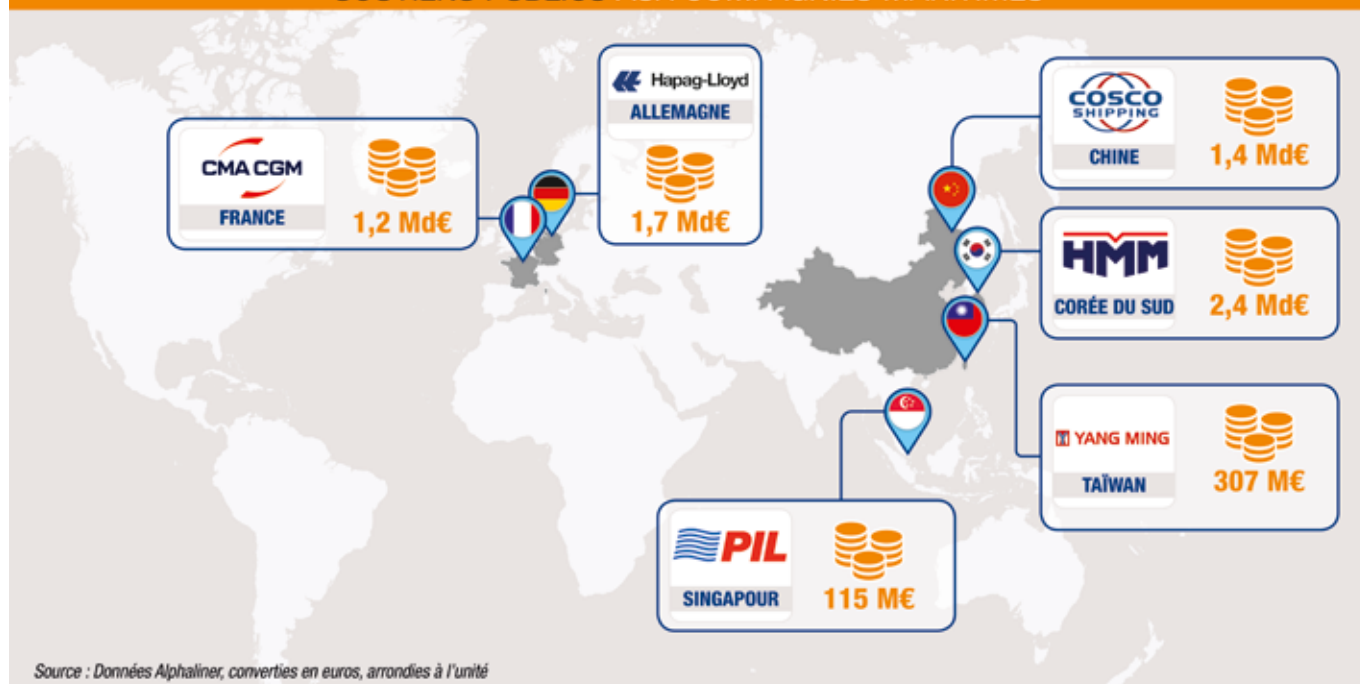 Hapag-Lloyd
ALLEMAGNE
1,7 Md€
CMA CGM
FRANCE
1,2 Md€
COSCO
SHIPPING
CHINE
1,4 Md€
HMM
CORÉE DU SUD
2,4 Md€
YANG MING
TAÏWAN
307 M€
PIL
SINGAPOUR
115 M€
Source : Données Alphaliner, converties en euros, arrondies à l'unité